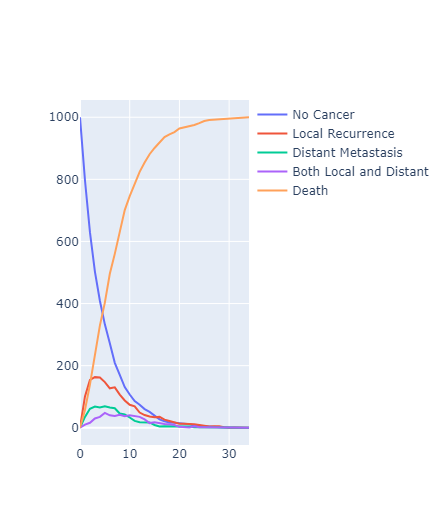 1000
800
600
400
200
0
0
10
20
30
No Cancer
Local Recurrence
Distant Metastasis
Both Local and Distant
Death